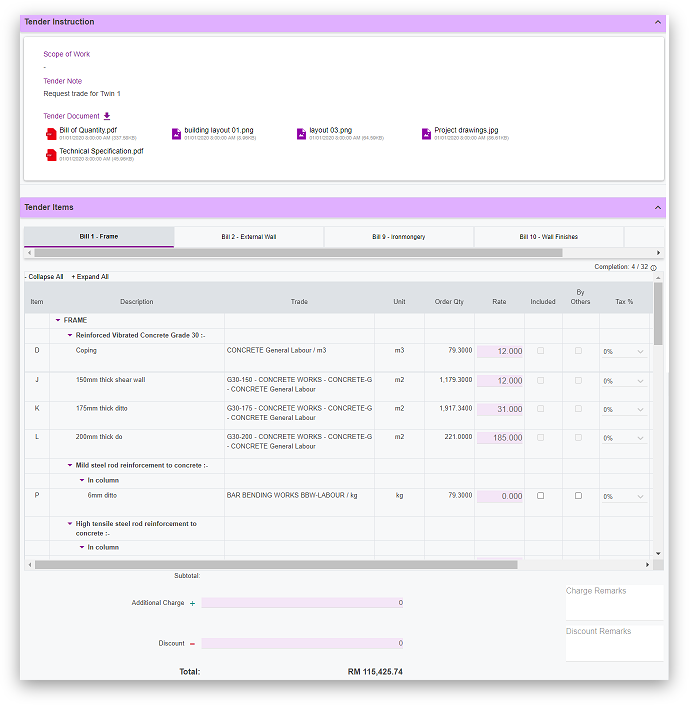 Tender Instruction
Scope of Work
-
Tender Note
Request trade for Twin 1
Tender Document
Bill of Quantity.pdf
01/01/2020 8:00:00 AM (337.58KB)
building layout 01.png
01/01/2020 8:00:00 AM (8.96KB)
layout 03.png
01/01/2020 8:00:00 AM (84.59KB)
Project drawings.jpg
01/01/2020 8:00:00 AM (86.61KB)
Technical Specification.pdf
01/01/2020 8:00:00 AM (45.96KB)
Tender Items
Bill 1 - Frame
Bill 2 - External Wall
Bill 9 - Ironmongery
Bill 10 - Wall Finishes
Completion: 4 / 32
- Collapse All + Expand All
Item Description Trade Unit Order Qty Rate Included By Others Tax %
FRAME
Reinforced Vibrated Concrete Grade 30 :-
D Coping CONCRETE General Labour / m3 m3 79.3000 12.000 0%
J 150mm thick shear wall G30-150 - CONCRETE WORKS - CONCRETE-G m2 1,179.3000 12.000 0%
- CONCRETE General Labour
K 175mm thick ditto G30-175 - CONCRETE WORKS - CONCRETE-G m2 1,917.3400 31.000 0%
- CONCRETE General Labour
L 200mm thick do G30-200 - CONCRETE WORKS - CONCRETE-G m2 221.0000 185.000 0%
- CONCRETE General Labour
Mild steel rod reinforcement to concrete :-
In column
P 6mm ditto BAR BENDING WORKS BBW-LABOUR / kg kg 79.3000 0.000 0%
High tensile steel rod reinforcement to
concrete :-
In column
Subtotal:
Additional Charge + 0
Charge Remarks
Discount - 0
Discount Remarks
Total: RM 115,425.74